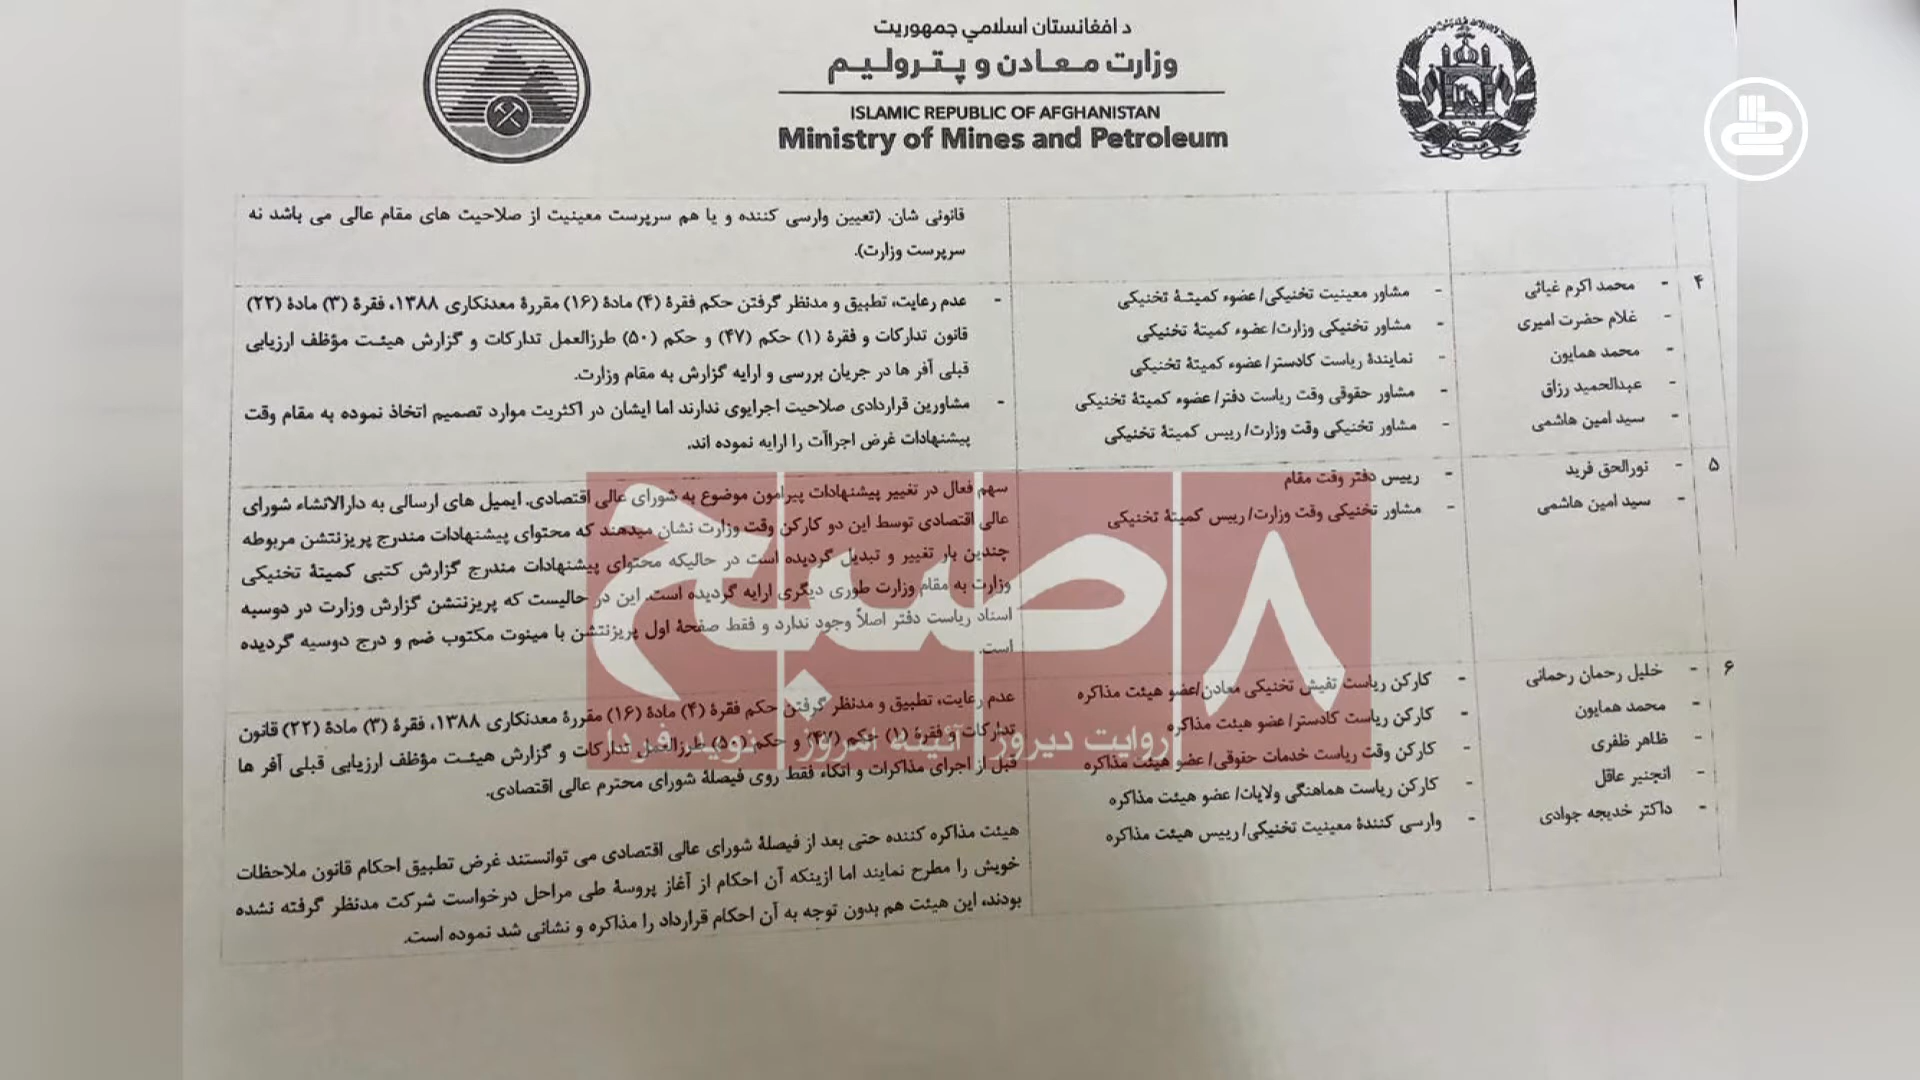 د افغانستان اسلامي جمهوریت
وزارت معادن و پترولیم
ISLAMIC REPUBLIC OF AFGHANISTAN
Ministry of Mines and Petroleum
قانونی شان. (تعیین وارسی کننده و یا هم سرپرست معینیت از صلاحیت های مقام عالی می باشد نه
سرپرست وزارت).
۴
- محمد اکرم غیاثی
- غلام حضرت امیری
- محمد همایون
- عبدالحمید رزاق
- سید امین هاشمی
- مشاور معینیت تخنیکی/ عضوء کمیتهٔ تخنیکی
- مشاور تخنیکی وزارت/ عضوء کمیتهٔ تخنیکی
- نمایندهٔ ریاست کادستر/ عضوء کمیتهٔ تخنیکی
- مشاور حقوقی وقت ریاست دفتر/ عضوء کمیتهٔ تخنیکی
- مشاور تخنیکی وقت وزارت/ رییس کمیتهٔ تخنیکی
- عدم رعایت، تطبیق و مدنظر گرفتن حکم فقرهٔ (۴) مادهٔ (۱۶) مقررهٔ معدنکاری ۱۳۸۸، فقرهٔ (۳) مادهٔ (۲۲)
قانون تدارکات و فقرهٔ (۱) حکم (۴۷) و حکم (۵۰) طرزالعمل تدارکات و گزارش هیئت مؤظف ارزیابی
قبلی آفر ها در جریان بررسی و ارایه گزارش به مقام وزارت.
- مشاورین قراردادی صلاحیت اجرایوی ندارند اما ایشان در اکثریت موارد تصمیم اتخاذ نموده به مقام وقت
پیشنهادات غرض اجراآت را ارایه نموده اند.
۵
- نورالحق فرید
- سید امین هاشمی
- رییس دفتر وقت مقام
- مشاور تخنیکی وقت وزارت/ رییس کمیتهٔ تخنیکی
سهم فعال در تغییر پیشنهادات پیرامون موضوع به شورای عالی اقتصادی. ایمیل های ارسالی به دارالانشاء شورای
عالی اقتصادی توسط این دو کارکن وقت وزارت نشان میدهند که محتوای پیشنهادات مندرج پریزنتشن مربوطه
چندین بار تغییر و تبدیل گردیده است در حالیکه محتوای پیشنهادات مندرج گزارش کتبی کمیتهٔ تخنیکی
وزارت به مقام وزارت طوری دیگری ارایه گردیده است. این در حالیست که پریزنتشن گزارش وزارت در دوسیه
اسناد ریاست دفتر اصلاً وجود ندارد و فقط صفحهٔ اول پریزنتشن با مینوت مکتوب ضم و درج دوسیه گردیده
است.
۶
- خلیل رحمان رحمانی
- محمد همایون
- ظاهر ظفری
- انجنیر عاقل
- داکتر خدیجه جوادی
- کارکن ریاست تفیش تخنیکی معادن/عضو هیئت مذاکره
- کارکن ریاست کادستر/ عضو هیئت مذاکره
- کارکن وقت ریاست خدمات حقوقی/ عضو هیئت مذاکره
- کارکن ریاست هماهنگی ولایات/ عضو هیئت مذاکره
- وارسی کنندهٔ معینیت تخنیکی/ رییس هیئت مذاکره
عدم رعایت، تطبیق و مدنظر گرفتن حکم فقرهٔ (۴) مادهٔ (۱۶) مقررهٔ معدنکاری ۱۳۸۸، فقرهٔ (۳) مادهٔ (۲۲) قانون
تدارکات و فقرهٔ (۱) حکم (۴۷) و حکم (۵۰) طرزالعمل تدارکات و گزارش هیئت مؤظف ارزیابی قبلی آفر ها
قبل از اجرای مذاکرات و اتکاء فقط روی فیصلهٔ شورای محترم عالی اقتصادی.
هیئت مذاکره کننده حتی بعد از فیصلهٔ شورای عالی اقتصادی می توانستند غرض تطبیق احکام قانون ملاحظات
خویش را مطرح نمایند اما ازینکه آن احکام از آغاز پروسهٔ طی مراحل درخواست شرکت مدنظر گرفته نشده
بودند، این هیئت هم بدون توجه به آن احکام قرارداد را مذاکره و نشانی شد نموده است.
۸صبح
روایت دیروز آئینه امروز نوید فردا